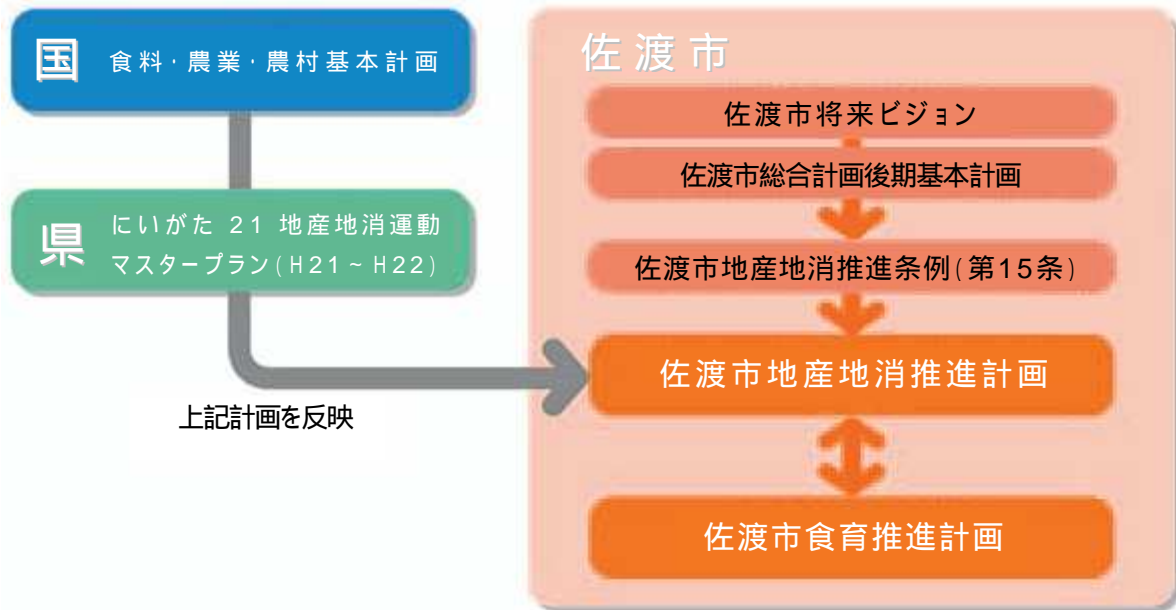 国 食料・農業・農村基本計画
県 にいがた 21 地産地消運動
マスタープラン(H21~H22)
上記計画を反映
佐渡市
佐渡市将来ビジョン
佐渡市総合計画後期基本計画
佐渡市地産地消推進条例(第15条)
佐渡市地産地消推進計画
佐渡市食育推進計画